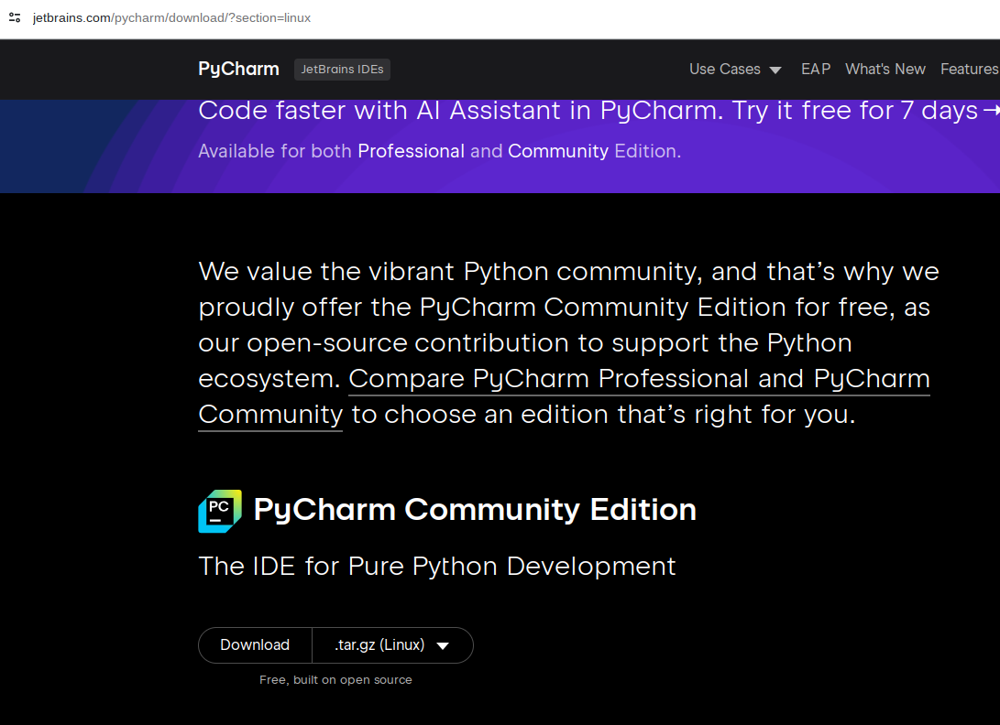 jetbrains.com/pycharm/download/?section=linux
PyCharm JetBrains IDEs Use Cases EAP What's New Features
Code faster with AI Assistant in PyCharm. Try it free for 7 days →
Available for both Professional and Community Edition.
We value the vibrant Python community, and that’s why we
proudly offer the PyCharm Community Edition for free, as
our open-source contribution to support the Python
ecosystem. Compare PyCharm Professional and PyCharm
Community to choose an edition that’s right for you.
PC PyCharm Community Edition
The IDE for Pure Python Development
Download .tar.gz (Linux)
Free, built on open source